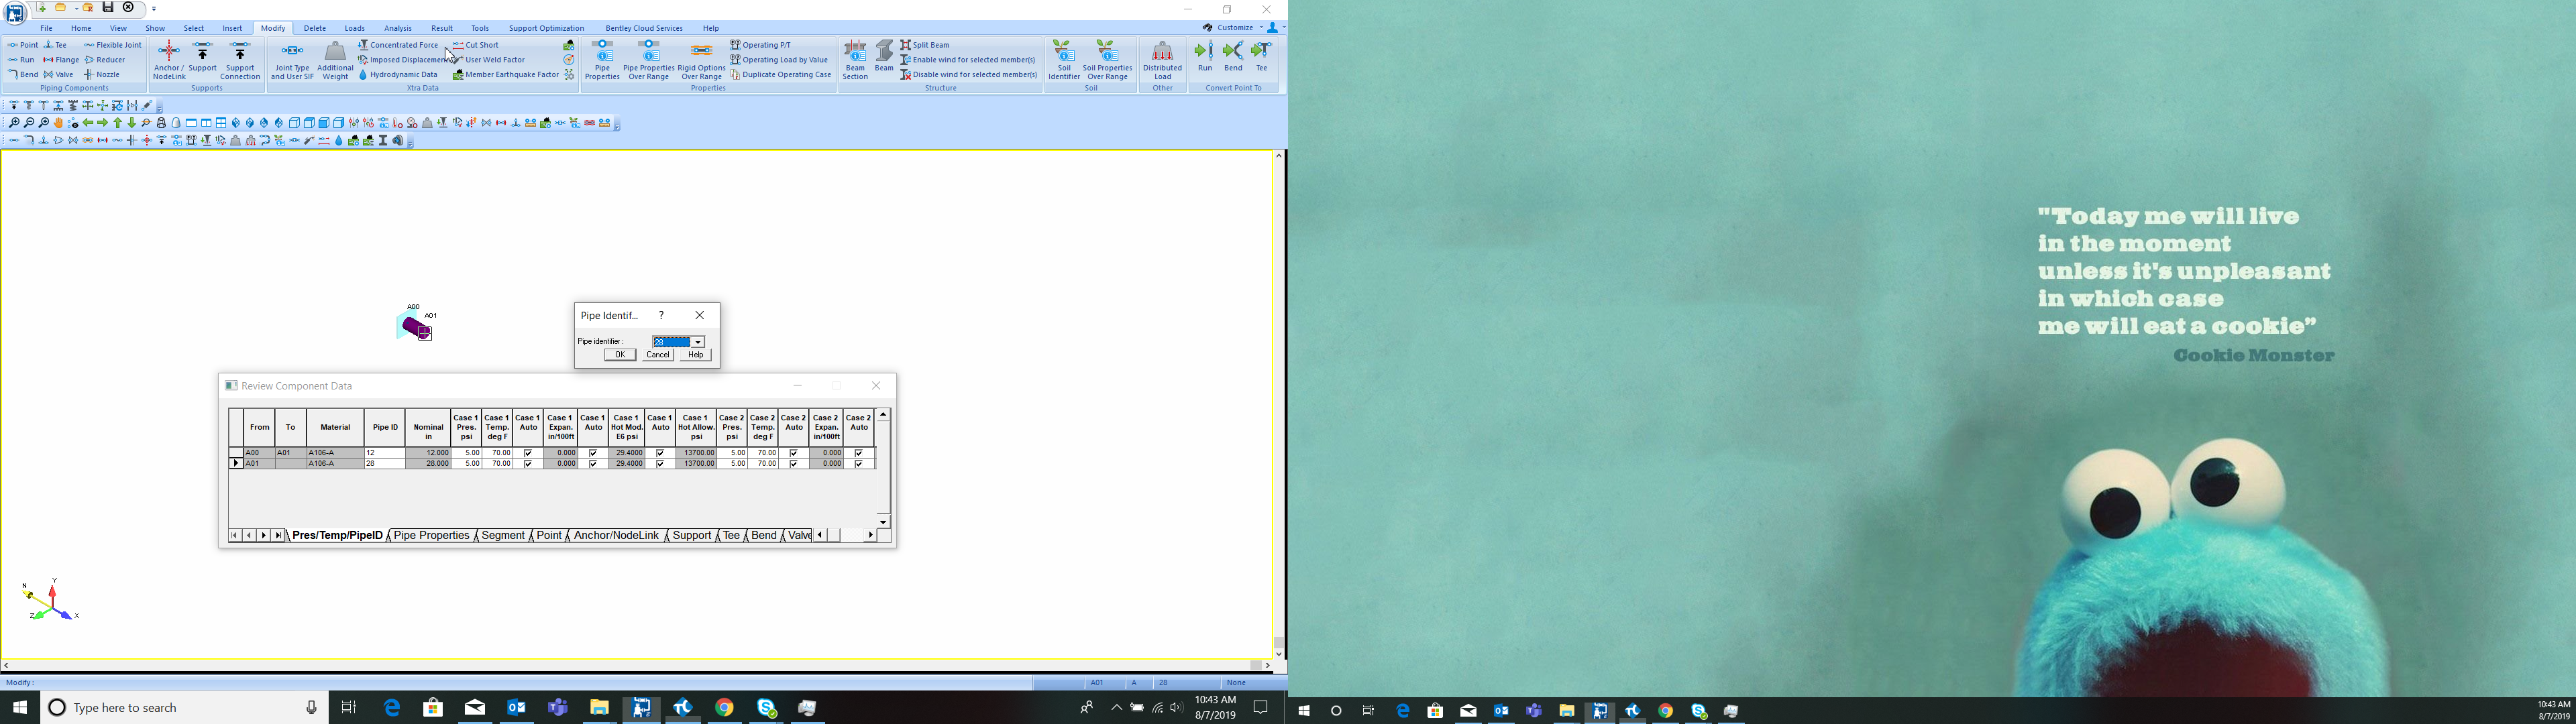 File Home View Show Select Insert Modify Delete Loads Analysis Result Tools Support Optimization Bentley Cloud Services Help Customize
Point Tee Flexible Joint
Run Flange Reducer
Bend Valve Nozzle
Piping Components
Anchor / NodeLink
Support
Support Connection
Supports
Joint Type and User SIF
Additional Weight
Concentrated Force
Imposed Displacement
Hydrodynamic Data
Cut Short
User Weld Factor
Member Earthquake Factor
Xtra Data
Pipe Properties
Pipe Properties Over Range
Rigid Options Over Range
Operating P/T
Operating Load by Value
Duplicate Operating Case
Properties
Beam Section
Beam
Split Beam
Enable wind for selected member(s)
Disable wind for selected member(s)
Structure
Soil Identifier
Soil Properties Over Range
Soil
Distributed Load
Other
Run Bend Tee
Convert Point To
A00
A01
Pipe Identif... ?
Pipe identifier : 28
OK Cancel Help
Review Component Data
From To Material Pipe ID Nominal in Case 1 Pres. psi Case 1 Temp. deg F Case 1 Auto Case 1 Expan. in/100ft Case 1 Auto Case 1 Hot Mod. E6 psi Case 1 Auto Case 1 Hot Allow. psi Case 2 Pres. psi Case 2 Temp. deg F Case 2 Auto Case 2 Expan. in/100ft Case 2 Auto
A00 A01 A106-A 12 12.000 5.00 70.00 0.000 29.4000 13700.00 5.00 70.00 0.000
A01 A106-A 28 28.000 5.00 70.00 0.000 29.4000 13700.00 5.00 70.00 0.000
Pres/Temp/PipeID Pipe Properties Segment Point Anchor/NodeLink Support Tee Bend Valve
N Y Z X
Modify : A01 A 28 None
Type here to search
10:43 AM
8/7/2019
"Today me will live
in the moment
unless it's unpleasant
in which case
me will eat a cookie”
Cookie Monster
10:43 AM
8/7/2019